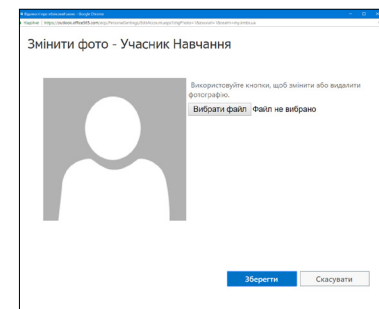 Змінити фото - Учасник Навчання
Використовуйте кнопки, щоб змінити або видалити
фотографію.
Вибрати файл Файл не вибрано
Зберегти Скасувати